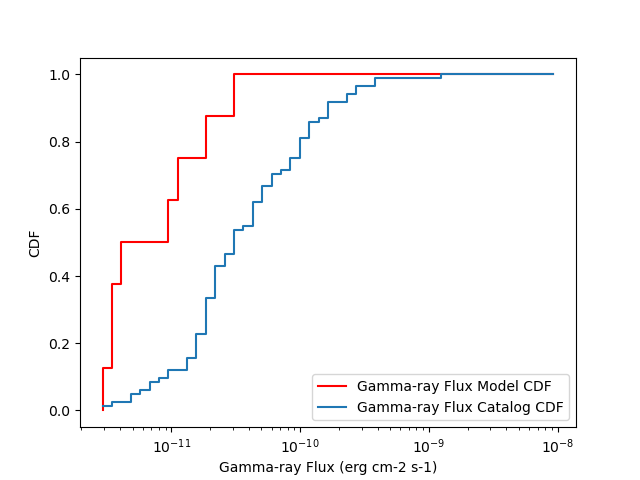 1.0
0.8
0.6
0.4
0.2
0.0
CDF
10⁻¹¹
10⁻¹⁰
10⁻⁹
10⁻⁸
Gamma-ray Flux (erg cm-2 s-1)
Gamma-ray Flux Model CDF
Gamma-ray Flux Catalog CDF